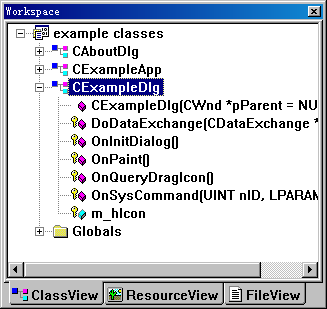 Workspace
example classes
CAboutDlg
CExampleApp
CExampleDlg
CExampleDlg(CWnd *pParent = NU
DoDataExchange(CDataExchange *
OnInitDialog()
OnPaint()
OnQueryDragIcon()
OnSysCommand(UINT nID, LPARAM
m_hIcon
Globals
ClassView ResourceView FileView